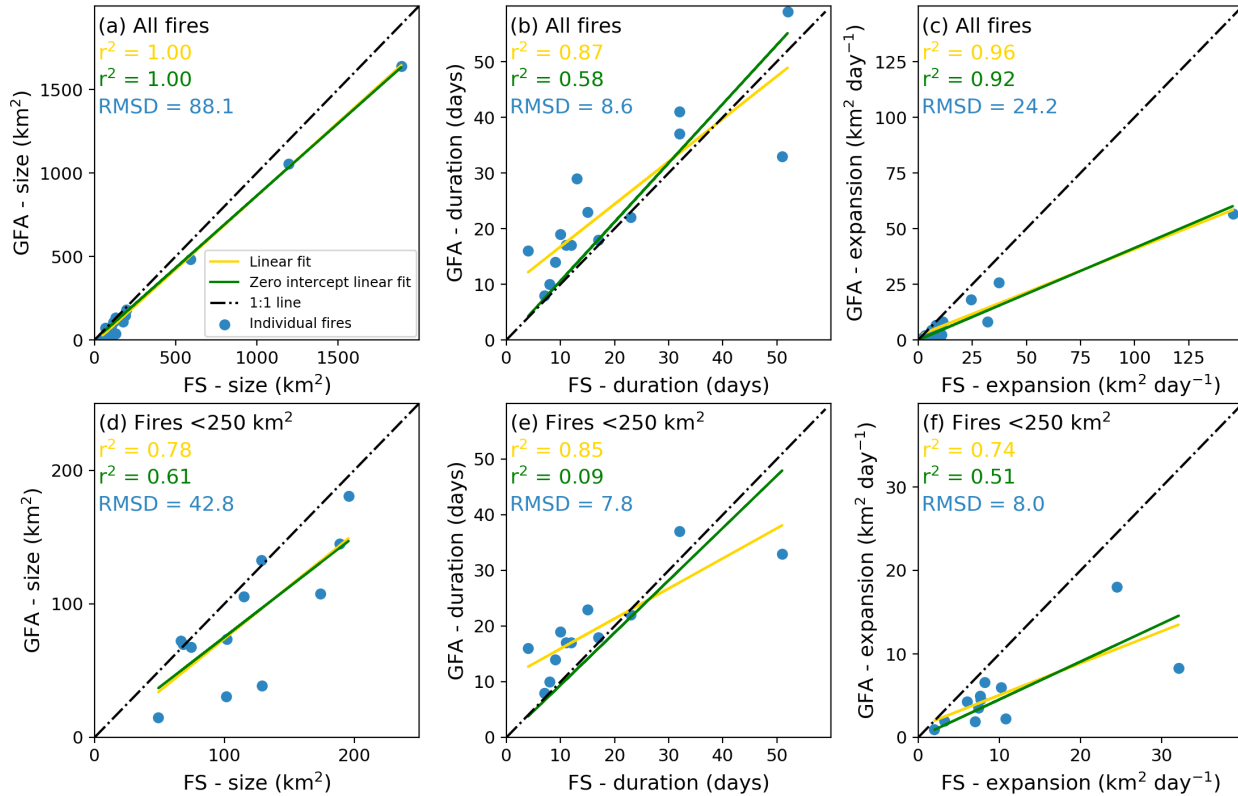 (a) All fires
r² = 1.00
r² = 1.00
RMSD = 88.1
GFA - size (km²)
1500
1000
500
0
Linear fit
Zero intercept linear fit
1:1 line
Individual fires
0 500 1000 1500
FS - size (km²)
(b) All fires
r² = 0.87
r² = 0.58
RMSD = 8.6
GFA - duration (days)
50
40
30
20
10
0
0 10 20 30 40 50
FS - duration (days)
(c) All fires
r² = 0.96
r² = 0.92
RMSD = 24.2
GFA - expansion (km² day⁻¹)
125
100
75
50
25
0
0 25 50 75 100 125
FS - expansion (km² day⁻¹)
(d) Fires <250 km²
r² = 0.78
r² = 0.61
RMSD = 42.8
GFA - size (km²)
200
100
0
0 100 200
FS - size (km²)
(e) Fires <250 km²
r² = 0.85
r² = 0.09
RMSD = 7.8
GFA - duration (days)
50
40
30
20
10
0
0 10 20 30 40 50
FS - duration (days)
(f) Fires <250 km²
r² = 0.74
r² = 0.51
RMSD = 8.0
GFA - expansion (km² day⁻¹)
30
20
10
0
0 10 20 30
FS - expansion (km² day⁻¹)